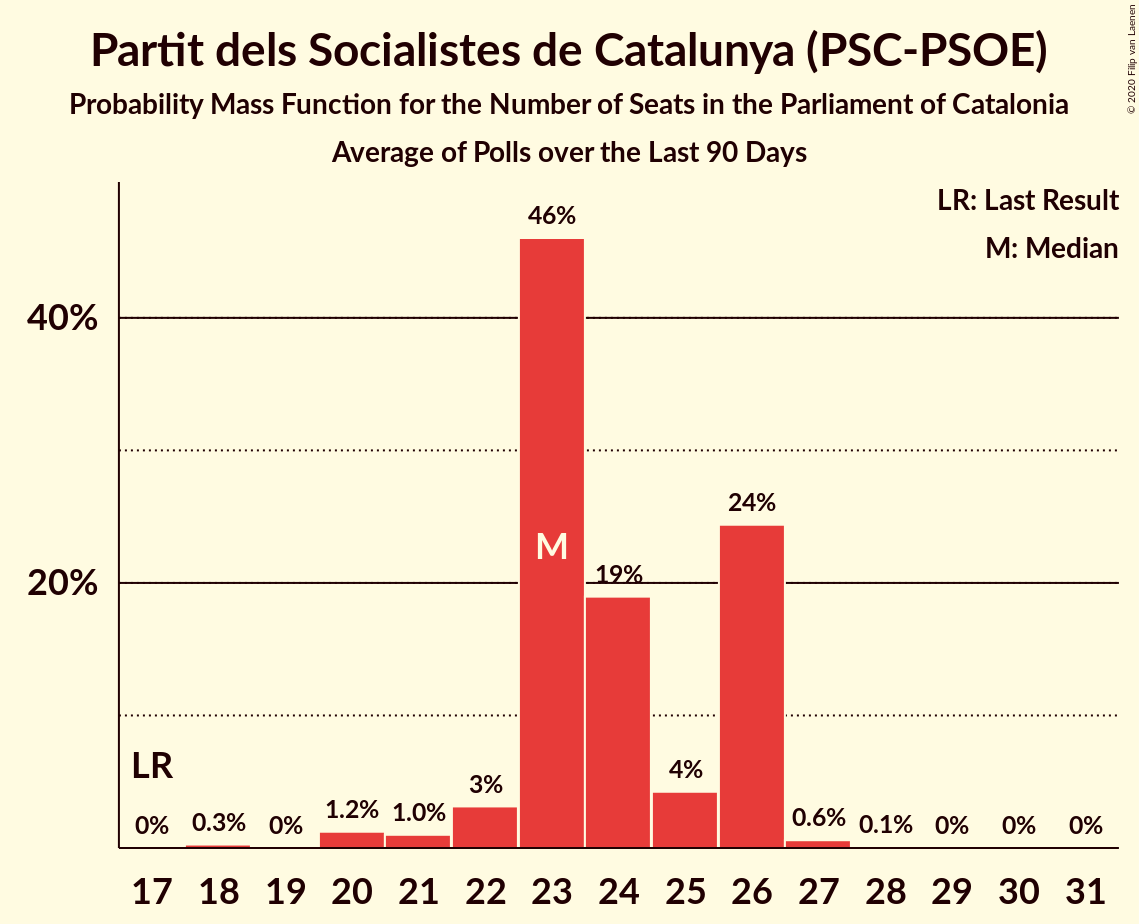 Partit dels Socialistes de Catalunya (PSC-PSOE)
Probability Mass Function for the Number of Seats in the Parliament of Catalonia
Average of Polls over the Last 90 Days
© 2020 Filip van Laenen
LR: Last Result
M: Median
46%
40%
24%
M
19%
20%
LR
4%
3%
0% 0.3% 0% 1.2% 1.0% 0.6% 0.1% 0% 0% 0%
17 18 19 20 21 22 23 24 25 26 27 28 29 30 31